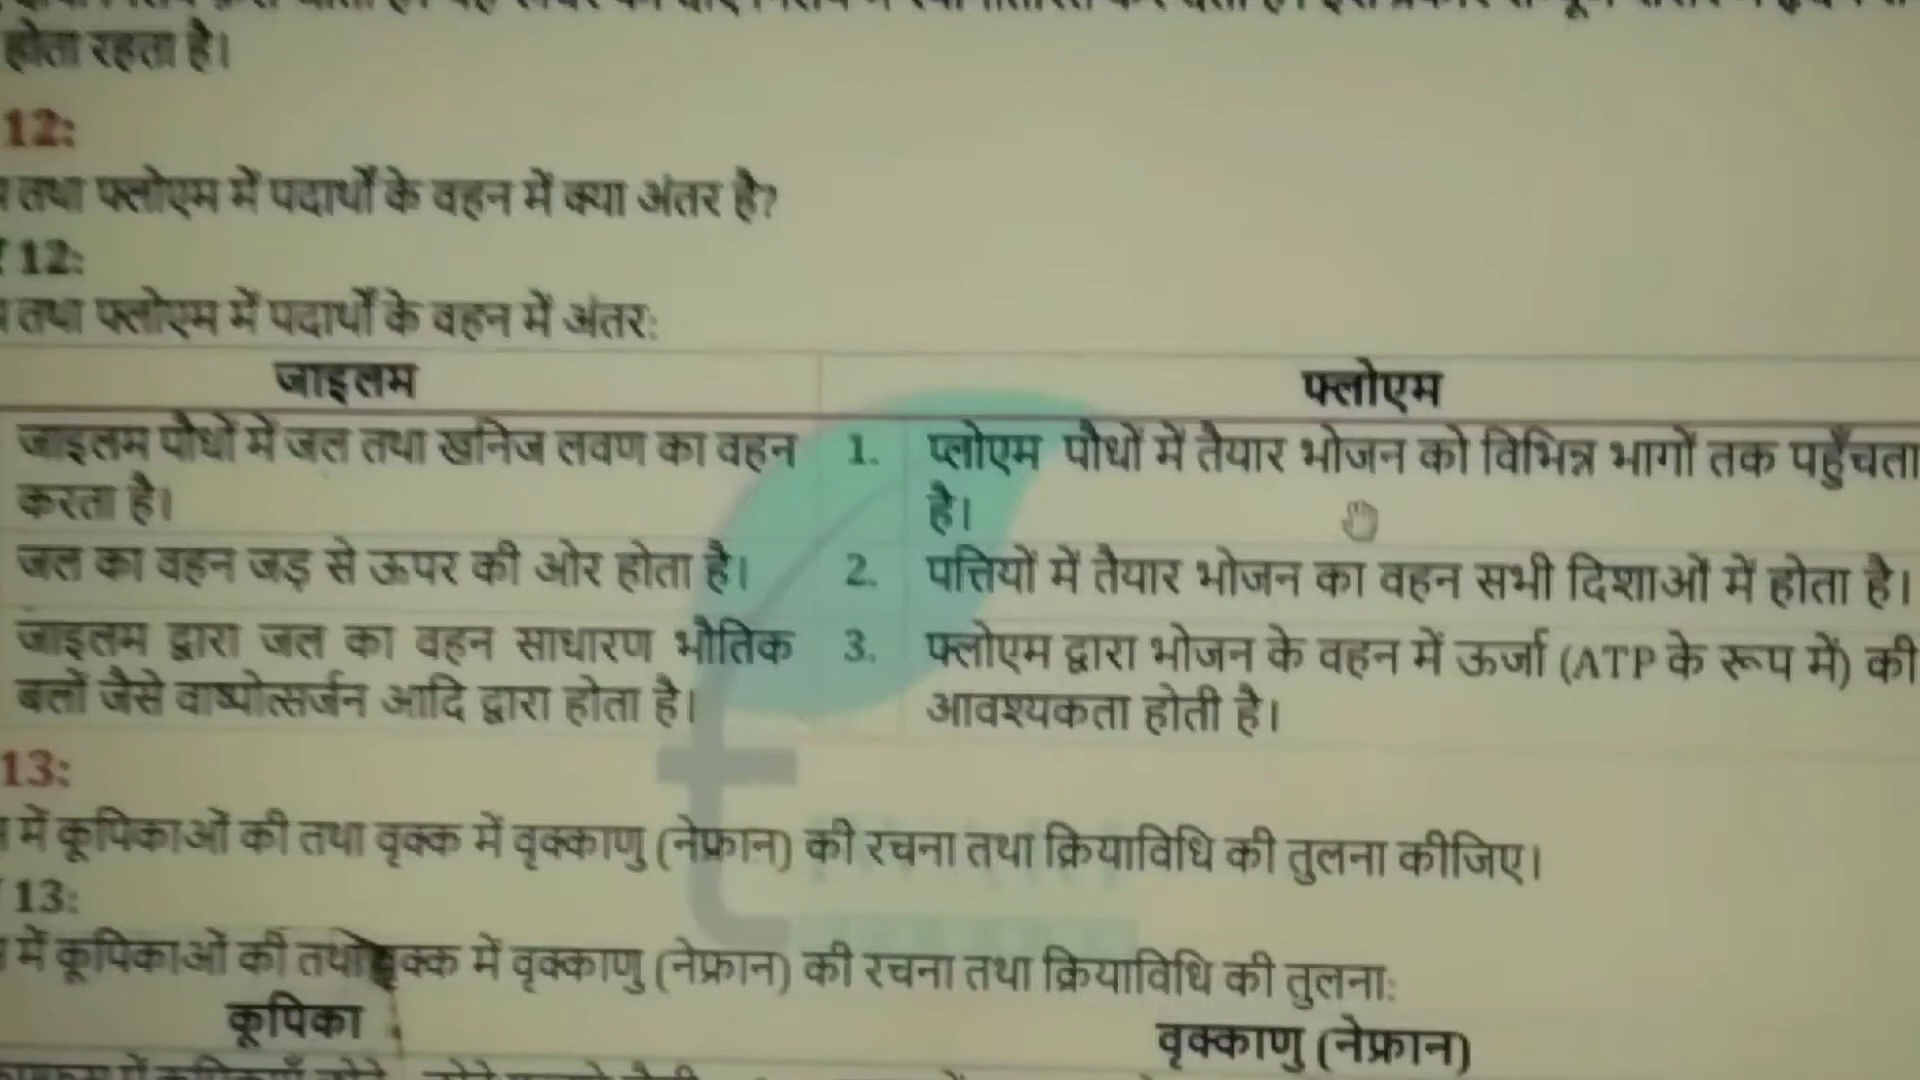 होता रहता है।
12:
तथा फ्लोएम में पदार्थों के वहन में क्या अंतर है?
12:
तथा फ्लोएम में पदार्थों के वहन में अंतर:
जाइलम फ्लोएम
जाइलम पौधों में जल तथा खनिज लवण का वहन 1. प्लोएम पौधों में तैयार भोजन को विभिन्न भागों तक पहुँचता
करता है। है।
जल का वहन जड़ से ऊपर की ओर होता है। 2. पत्तियों में तैयार भोजन का वहन सभी दिशाओं में होता है।
जाइलम द्वारा जल का वहन साधारण भौतिक 3. फ्लोएम द्वारा भोजन के वहन में ऊर्जा (ATP के रूप में) की
बलों जैसे वाष्पोत्सर्जन आदि द्वारा होता है। आवश्यकता होती है।
13:
में कूपिकाओं की तथा वृक्क में वृक्काणु (नेफ्रान) की रचना तथा क्रियाविधि की तुलना कीजिए।
13:
में कूपिकाओं की तथा वृक्क में वृक्काणु (नेफ्रान) की रचना तथा क्रियाविधि की तुलना:
कूपिका वृक्काणु (नेफ्रान)